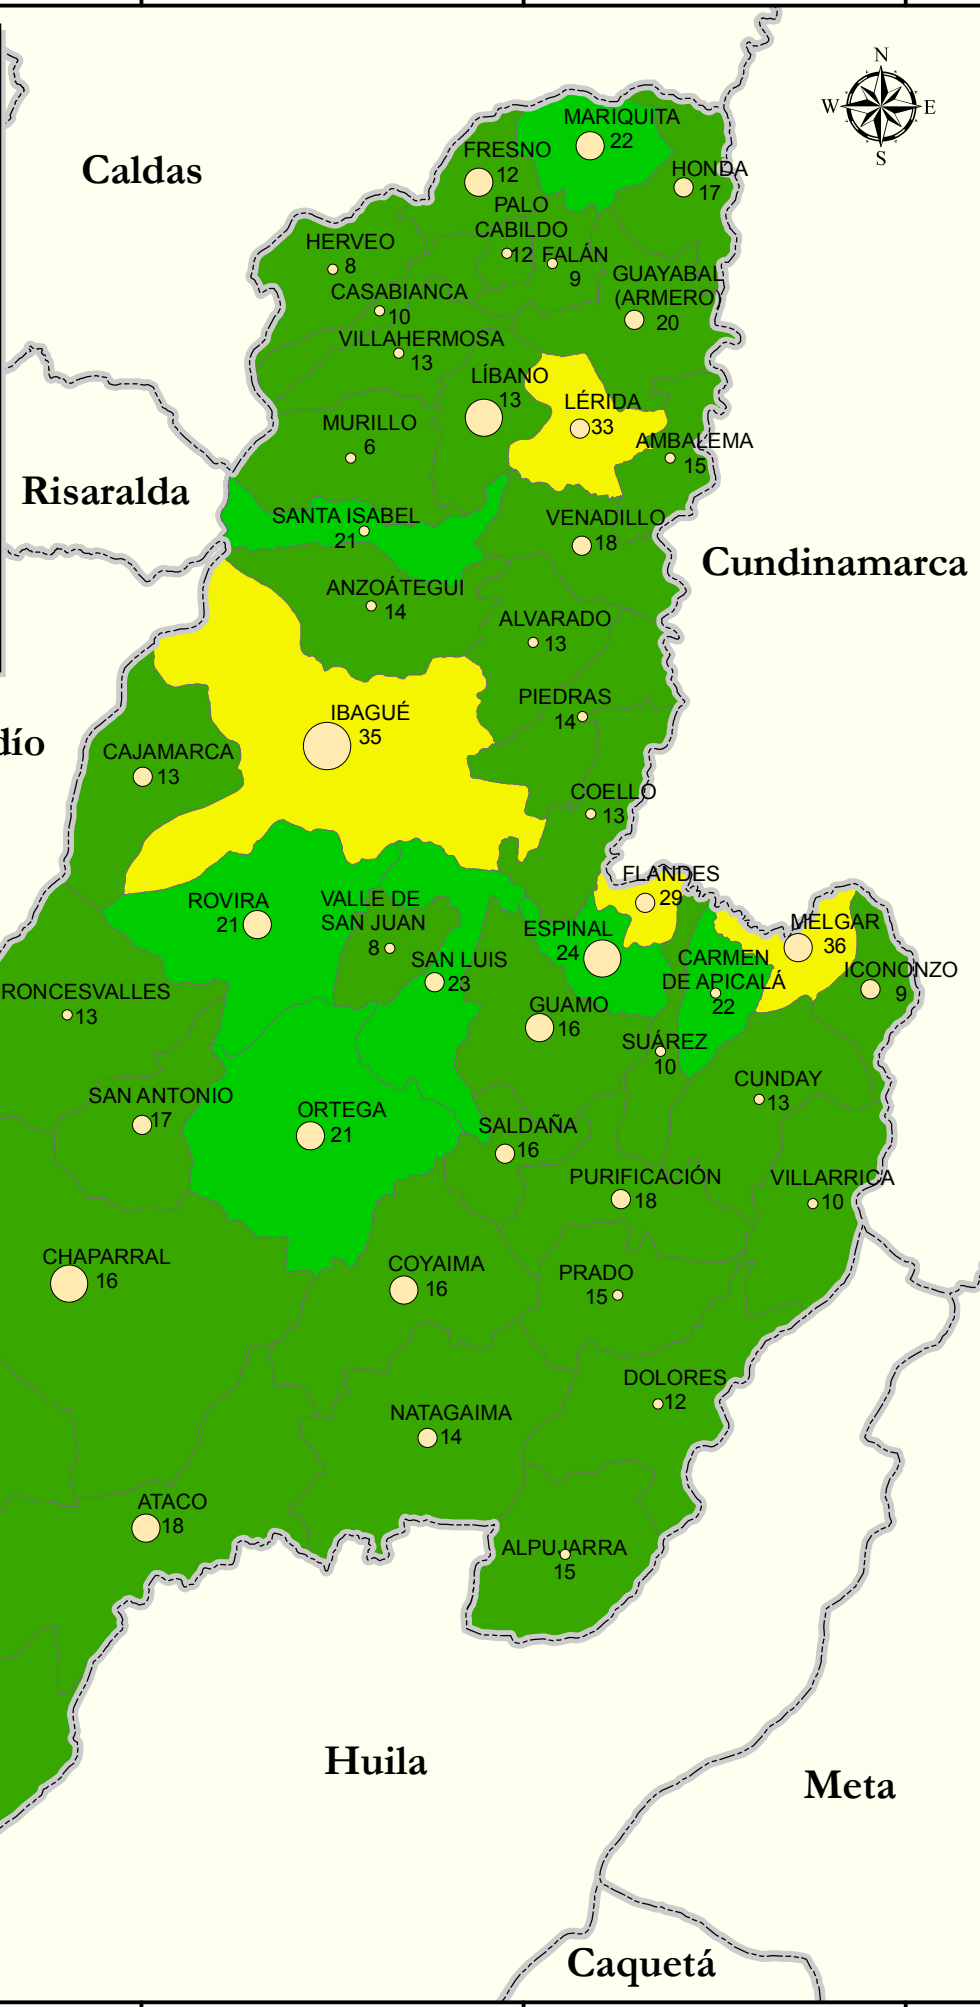 N
W E
S
Caldas
MARIQUITA
22
FRESNO
12
HONDA
17
PALO
CABILDO
12
FALÁN
9
HERVEO
8
GUAYABAL
(ARMERO)
20
CASABIANCA
10
VILLAHERMOSA
13
LÍBANO
13
LÉRIDA
33
MURILLO
6
AMBALEMA
15
Risaralda
SANTA ISABEL
21
VENADILLO
18
Cundinamarca
ANZOÁTEGUI
14
ALVARADO
13
PIEDRAS
14
IBAGUÉ
35
dío
CAJAMARCA
13
COELLO
13
FLANDES
29
ROVIRA
21
VALLE DE
SAN JUAN
8
ESPINAL
24
MELGAR
36
SAN LUIS
23
CARMEN
DE APICALÁ
22
ICONONZO
9
RONCESVALLES
13
GUAMO
16
SUÁREZ
10
CUNDAY
13
SAN ANTONIO
17
ORTEGA
21
SALDAÑA
16
PURIFICACIÓN
18
VILLARRICA
10
CHAPARRAL
16
COYAIMA
16
PRADO
15
DOLORES
12
NATAGAIMA
14
ATACO
18
ALPUJARRA
15
Huila
Meta
Caquetá